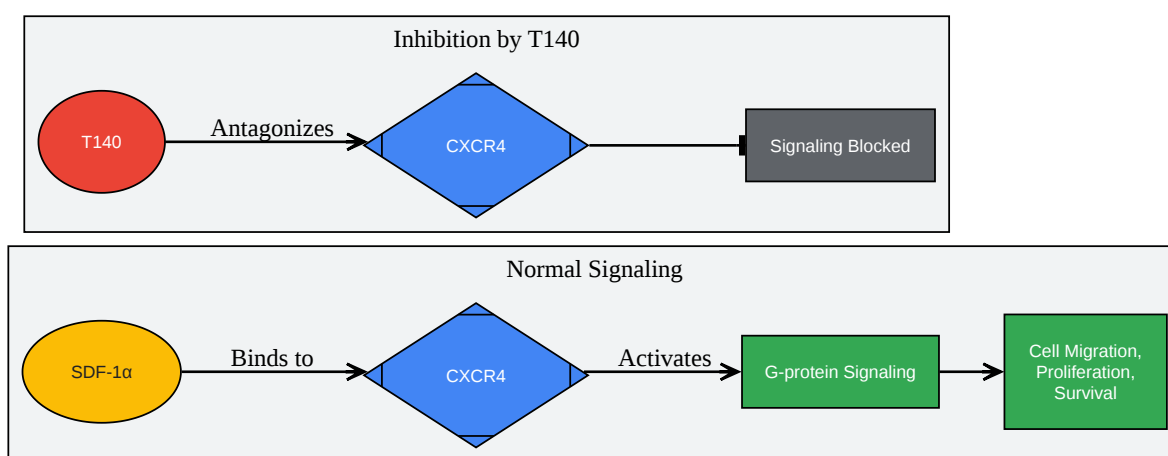 Inhibition by T140
T140
Antagonizes
CXCR4
Signaling Blocked
Normal Signaling
SDF-1α
Binds to
CXCR4
Activates
G-protein Signaling
Cell Migration,
Proliferation,
Survival